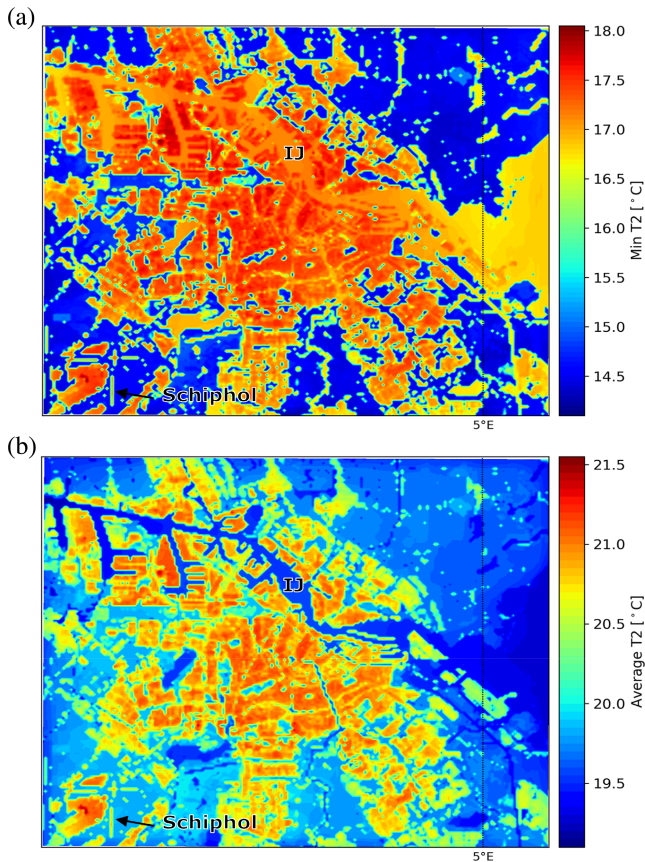 (a)
18.0
17.5
17.0
16.5
16.0
15.5
15.0
14.5
Min T2 [°C]
IJ
Schiphol
5°E
(b)
21.5
21.0
20.5
20.0
19.5
Average T2 [°C]
IJ
Schiphol
5°E